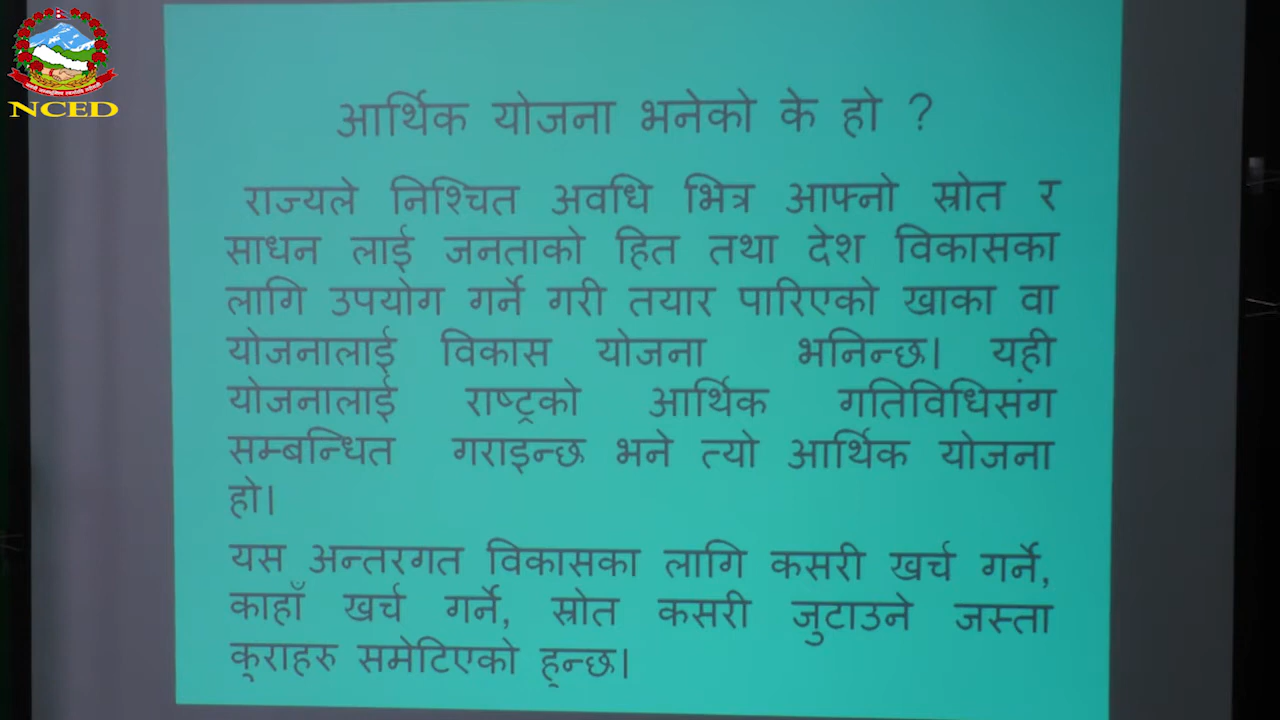 NCED
आर्थिक योजना भनेको के हो ?
राज्यले निश्चित अवधि भित्र आफ्नो स्रोत र
साधन लाई जनताको हित तथा देश विकासका
लागि उपयोग गर्ने गरी तयार पारिएको खाका वा
योजनालाई विकास योजना भनिन्छ। यही
योजनालाई राष्ट्रको आर्थिक गतिविधिसंग
सम्बन्धित गराइन्छ भने त्यो आर्थिक योजना
हो।
यस अन्तरगत विकासका लागि कसरी खर्च गर्ने,
काहाँ खर्च गर्ने, स्रोत कसरी जुटाउने जस्ता
क्ुराहरु समेटिएको ह्ुन्छ।